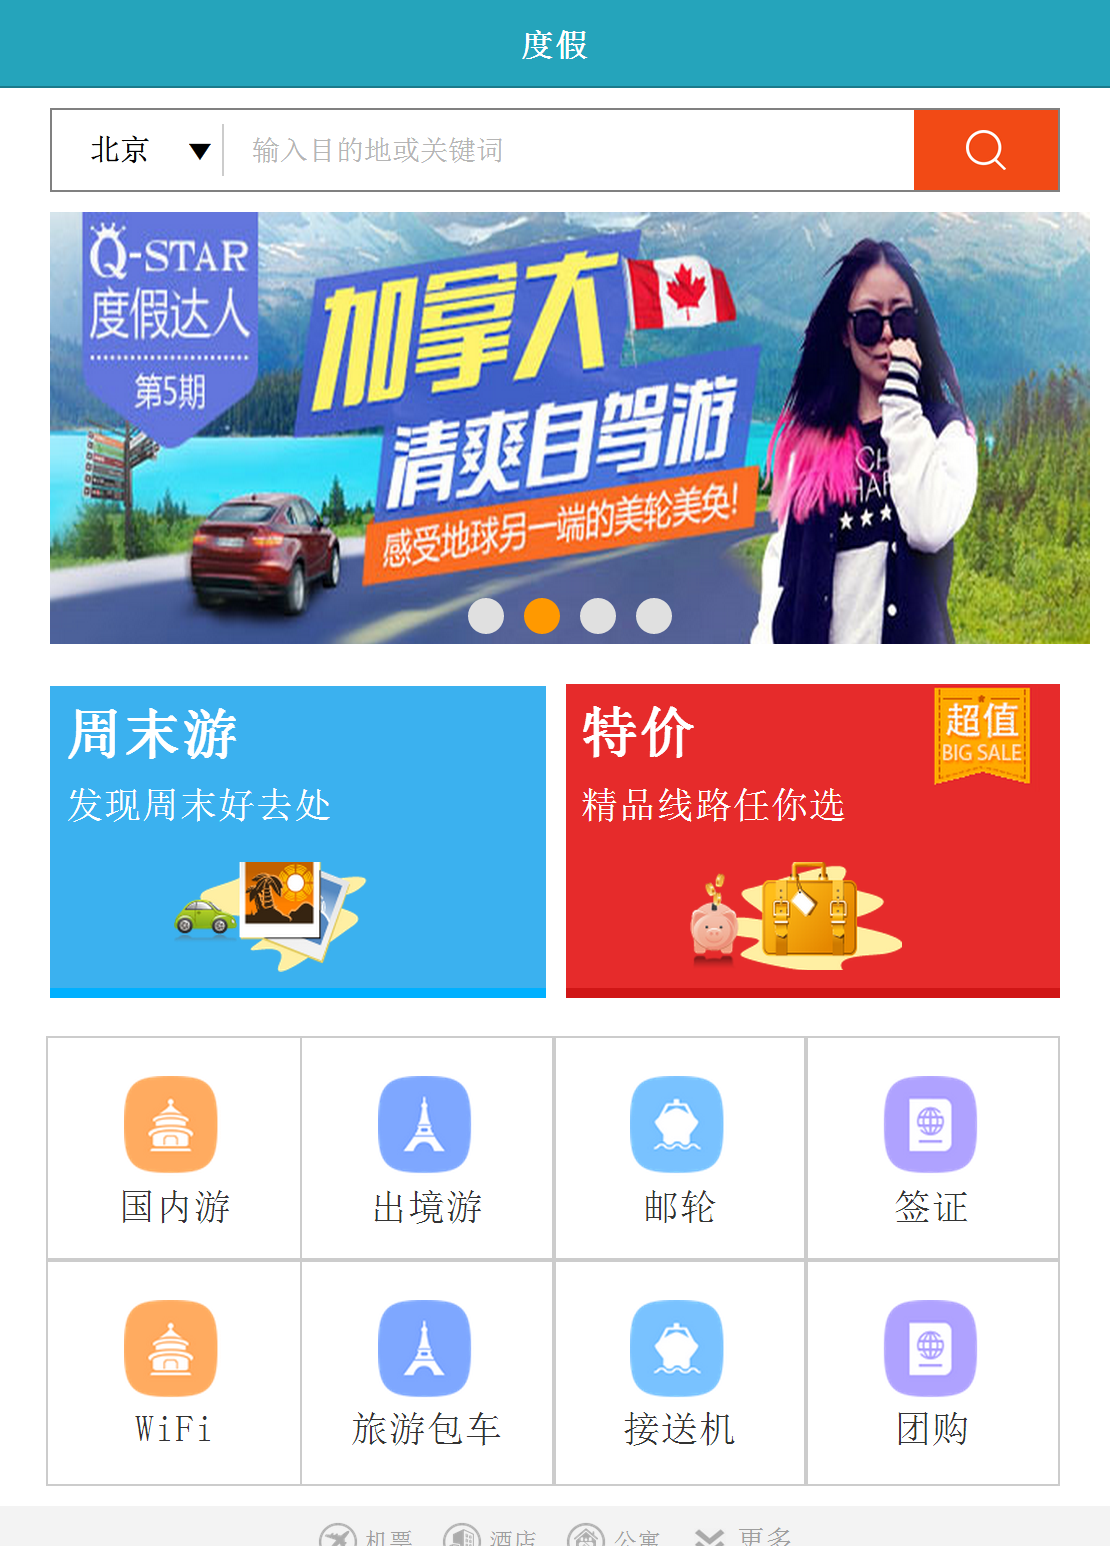 度假
北京
输入目的地或关键词
Q-STAR
度假达人
第5期
加拿大
清爽自驾游
感受地球另一端的美轮美奂!
周末游
发现周末好去处
特价
精品线路任你选
超值
BIG SALE
国内游
出境游
邮轮
签证
WiFi
旅游包车
接送机
团购
机票
酒店
公寓
更多